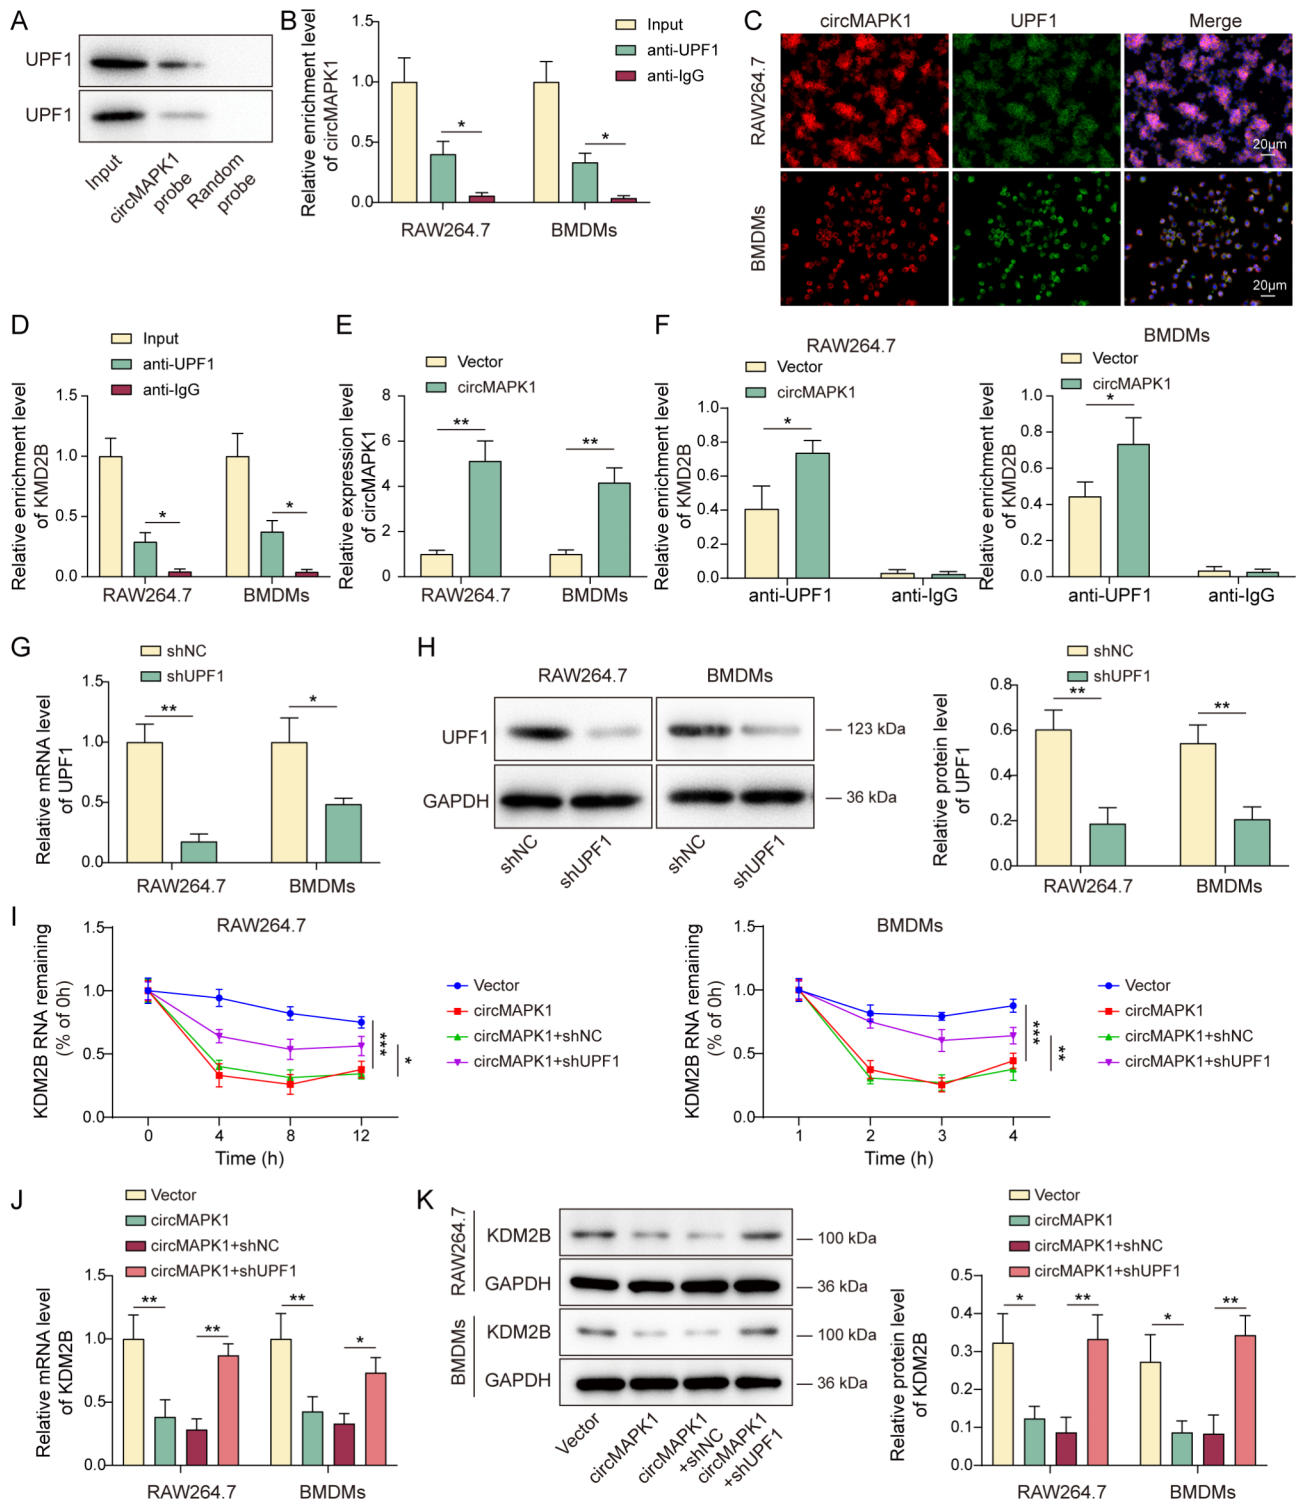 A
UPF1
UPF1
Input
circMAPK1
probe
Random
probe
B
Relative enrichment level
of circMAPK1
1.5
1.0
0.5
0.0
Input
anti-UPF1
anti-IgG
*
*
RAW264.7
BMDMs
C
circMAPK1
UPF1
Merge
RAW264.7
20μm
BMDMs
20μm
D
Input
anti-UPF1
anti-IgG
Relative enrichment level
of KMD2B
1.5
1.0
0.5
0.0
*
*
RAW264.7
BMDMs
E
Vector
circMAPK1
Relative expression level
of circMAPK1
8
6
4
2
0
**
**
RAW264.7
BMDMs
F
RAW264.7
Vector
circMAPK1
Relative enrichment level
of KMD2B
1.0
0.8
0.6
0.4
0.2
0.0
*
anti-UPF1
anti-IgG
BMDMs
Vector
circMAPK1
Relative enrichment level
of KMD2B
1.0
0.8
0.6
0.4
0.2
0.0
*
anti-UPF1
anti-IgG
G
shNC
shUPF1
Relative mRNA level
of UPF1
1.5
1.0
0.5
0.0
**
*
RAW264.7
BMDMs
H
RAW264.7
BMDMs
UPF1
123 kDa
GAPDH
36 kDa
shNC
shUPF1
shNC
shUPF1
shNC
shUPF1
Relative protein level
of UPF1
0.8
0.6
0.4
0.2
0.0
**
**
RAW264.7
BMDMs
I
RAW264.7
KDM2B RNA remaining
(% of 0h)
1.5
1.0
0.5
0.0
0
4
8
12
Time (h)
***
*
Vector
circMAPK1
circMAPK1+shNC
circMAPK1+shUPF1
BMDMs
KDM2B RNA remaining
(% of 0h)
1.5
1.0
0.5
0.0
1
2
3
4
Time (h)
***
**
Vector
circMAPK1
circMAPK1+shNC
circMAPK1+shUPF1
J
Vector
circMAPK1
circMAPK1+shNC
circMAPK1+shUPF1
Relative mRNA level
of KDM2B
1.5
1.0
0.5
0.0
**
**
**
*
RAW264.7
BMDMs
K
RAW264.7
KDM2B
100 kDa
GAPDH
36 kDa
BMDMs
KDM2B
100 kDa
GAPDH
36 kDa
Vector
circMAPK1
circMAPK1
+shNC
circMAPK1
+shUPF1
Vector
circMAPK1
circMAPK1+shNC
circMAPK1+shUPF1
Relative protein level
of KDM2B
0.5
0.4
0.3
0.2
0.1
0.0
*
**
*
**
RAW264.7
BMDMs